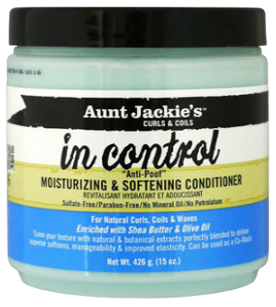 Aunt Jackie's
CURLS & COILS
in control
"Anti-Poof"
MOISTURIZING & SOFTENING CONDITIONER
REVITALISANT HYDRATANT ET ADOUCISSANT
Sulfate-Free/Paraben-Free/No Mineral Oil/No Petrolatum
For Natural Curls, Coils & Waves
Enriched with Shea Butter & Olive Oil
Tame your texture with natural & botanical extracts perfectly blended to deliver
superior softness, manageability & improved elasticity. Can be used as a Co-Wash.
Net Wt. 426 g (15 oz.)